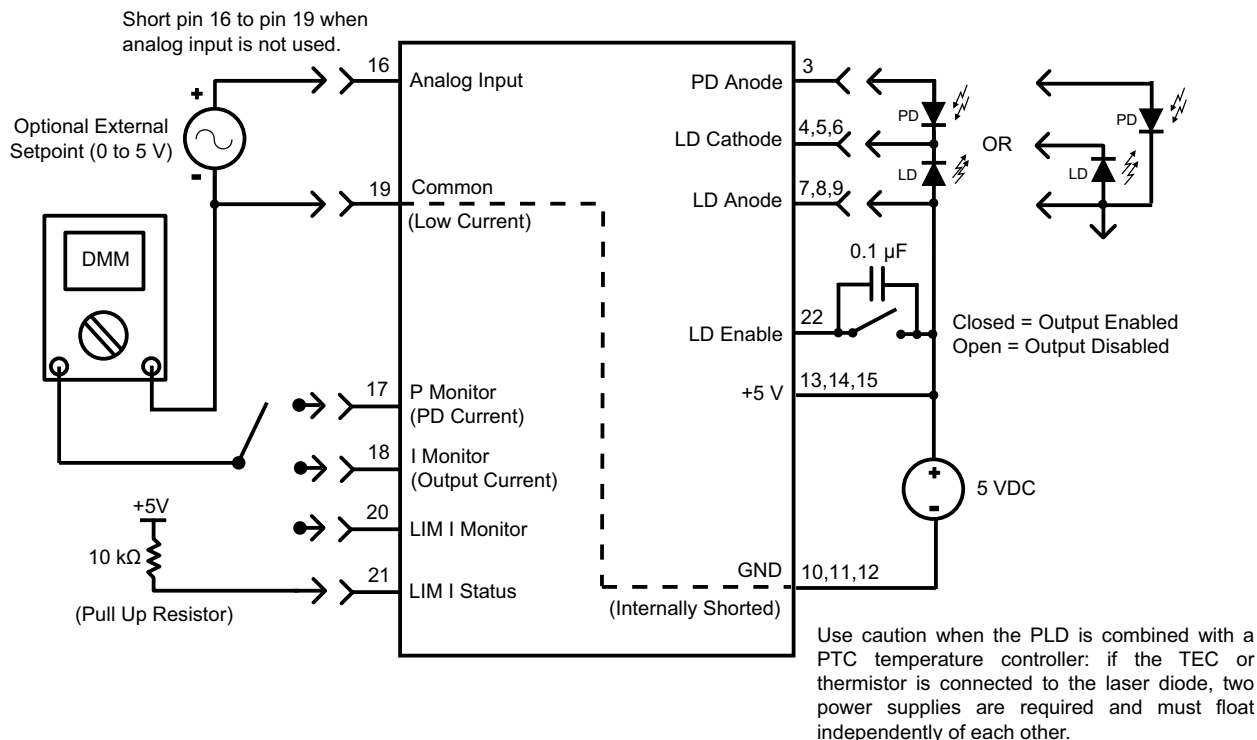 Short pin 16 to pin 19 when
analog input is not used.
16
Analog Input
+
Optional External
Setpoint (0 to 5 V)
-
19
Common
(Low Current)
DMM
17
P Monitor
(PD Current)
18
I Monitor
(Output Current)
20
LIM I Monitor
+5V
10 kΩ
21
LIM I Status
(Pull Up Resistor)
PD Anode
3
PD
LD Cathode
4,5,6
LD
LD Anode
7,8,9
OR
PD
LD
0.1 µF
LD Enable
22
Closed = Output Enabled
Open = Output Disabled
+5 V
13,14,15
+
5 VDC
-
GND
10,11,12
(Internally Shorted)
Use caution when the PLD is combined with a
PTC temperature controller: if the TEC or
thermistor is connected to the laser diode, two
power supplies are required and must float
independently of each other.